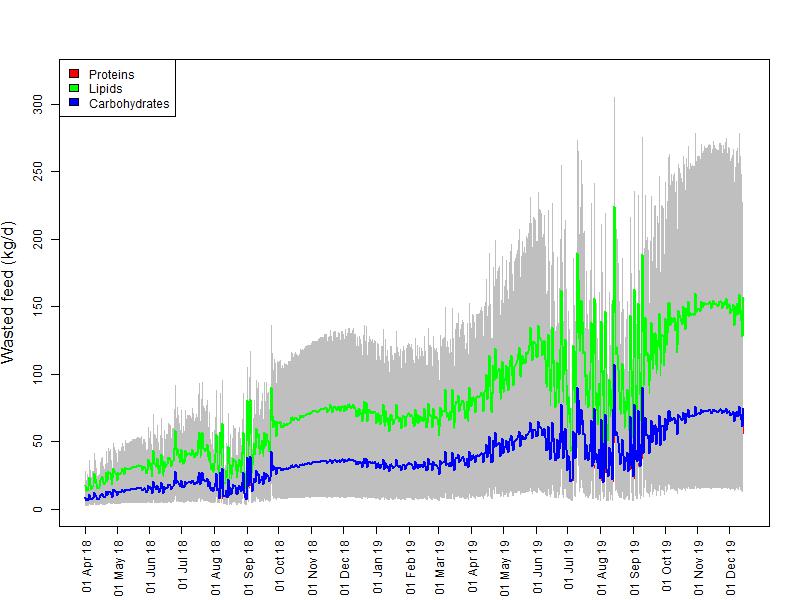 Proteins
Lipids
Carbohydrates
Wasted feed (kg/d)
300
250
200
150
100
50
0
01 Apr 18
01 May 18
01 Jun 18
01 Jul 18
01 Aug 18
01 Sep 18
01 Oct 18
01 Nov 18
01 Dec 18
01 Jan 19
01 Feb 19
01 Mar 19
01 Apr 19
01 May 19
01 Jun 19
01 Jul 19
01 Aug 19
01 Sep 19
01 Oct 19
01 Nov 19
01 Dec 19